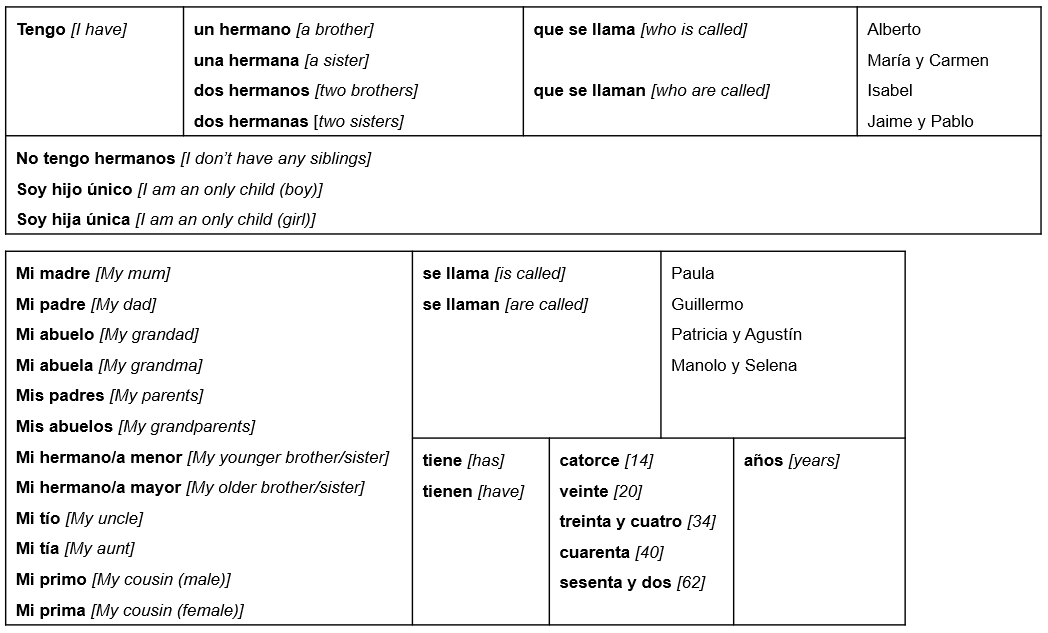 Tengo [I have] un hermano [a brother] que se llama [who is called] Alberto
una hermana [a sister] María y Carmen
dos hermanos [two brothers] que se llaman [who are called] Isabel
dos hermanas [two sisters] Jaime y Pablo
No tengo hermanos [I don't have any siblings]
Soy hijo único [I am an only child (boy)]
Soy hija única [I am an only child (girl)]
Mi madre [My mum] se llama [is called] Paula
Mi padre [My dad] se llaman [are called] Guillermo
Mi abuelo [My grandad] Patricia y Agustín
Mi abuela [My grandma] Manolo y Selena
Mis padres [My parents]
Mis abuelos [My grandparents]
Mi hermano/a menor [My younger brother/sister] tiene [has] catorce [14] años [years]
Mi hermano/a mayor [My older brother/sister] tienen [have] veinte [20]
Mi tío [My uncle] treinta y cuatro [34]
Mi tía [My aunt] cuarenta [40]
Mi primo [My cousin (male)] sesenta y dos [62]
Mi prima [My cousin (female)]